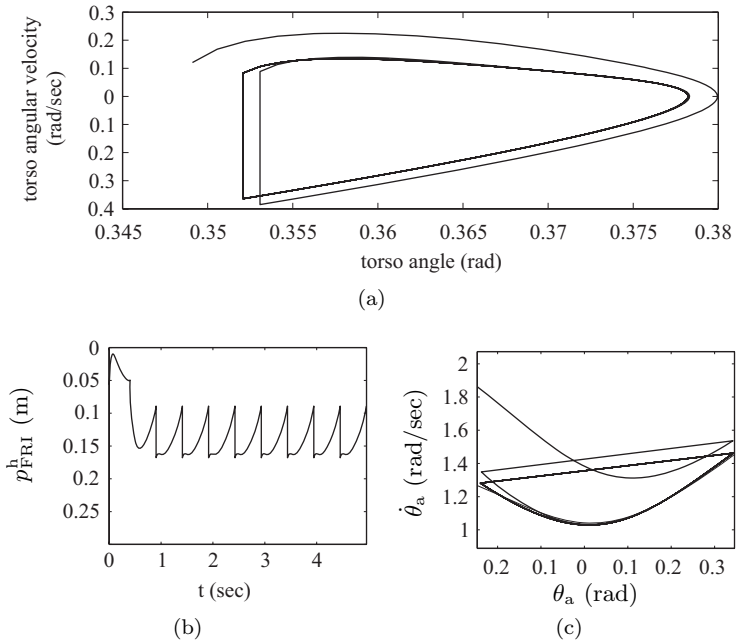 0.3
0.2
0.1
0
0.1
0.2
0.3
0.4
torso angular velocity
(rad/sec)
0.345 0.35 0.355 0.36 0.365 0.37 0.375 0.38
torso angle (rad)
(a)
0
0.05
0.1
0.15
0.25
p^h_FRI (m)
0 1 2 3 4
t (sec)
(b)
2
1.8
1.6
1.4
1.2
1
θ̇_a (rad/sec)
0.2 0.1 0 0.1 0.2 0.3
θ_a (rad)
(c)